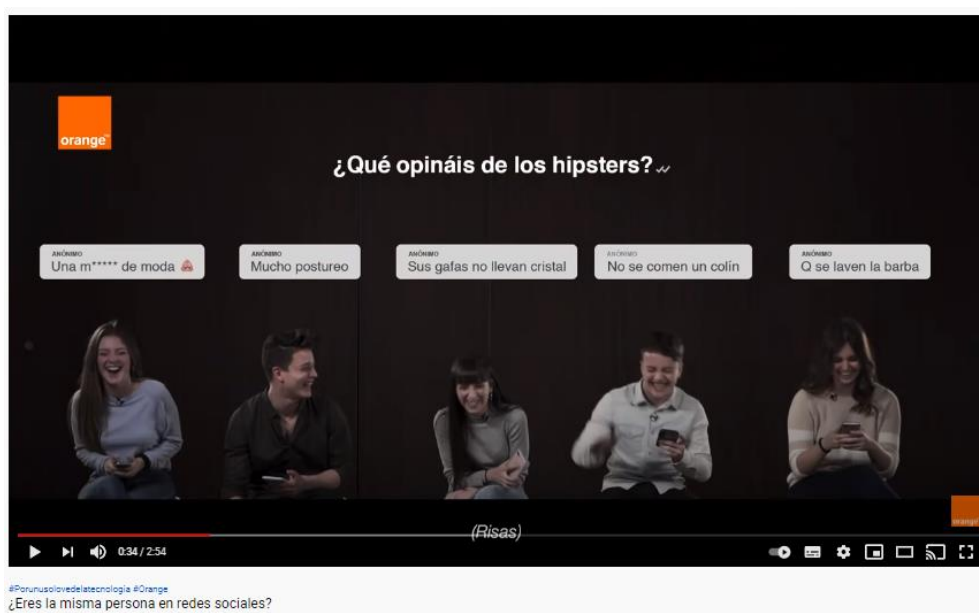 orange™
¿Qué opináis de los hipsters?
ANÓNIMO
Una m***** de moda 💩
ANÓNIMO
Mucho postureo
ANÓNIMO
Sus gafas no llevan cristal
ANÓNIMO
No se comen un colín
ANÓNIMO
Q se laven la barba
(Risas)
orange
0:34 / 2:54
#Porunusolovedelatecnologia #Orange
¿Eres la misma persona en redes sociales?